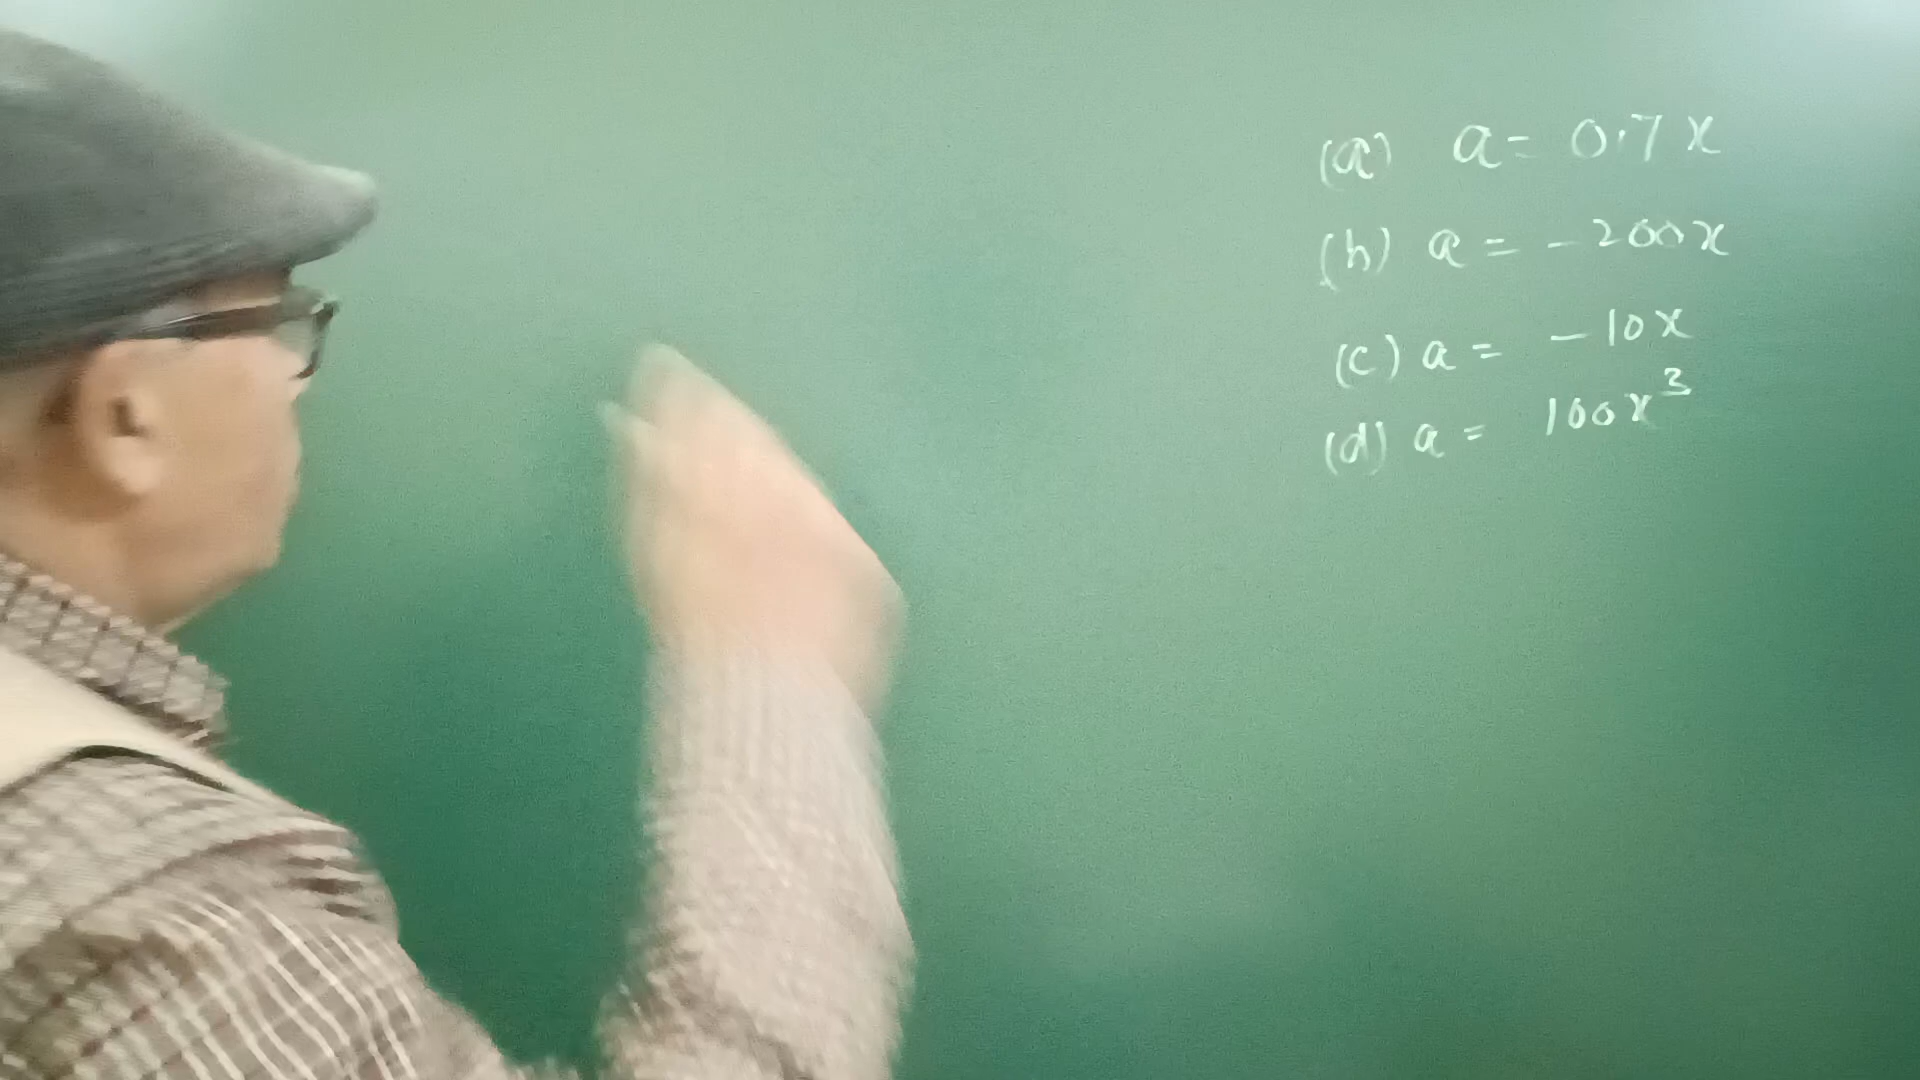 (a) a = 0.7x
(b) a = -200x
(c) a = -10x
(d) a = 100x³